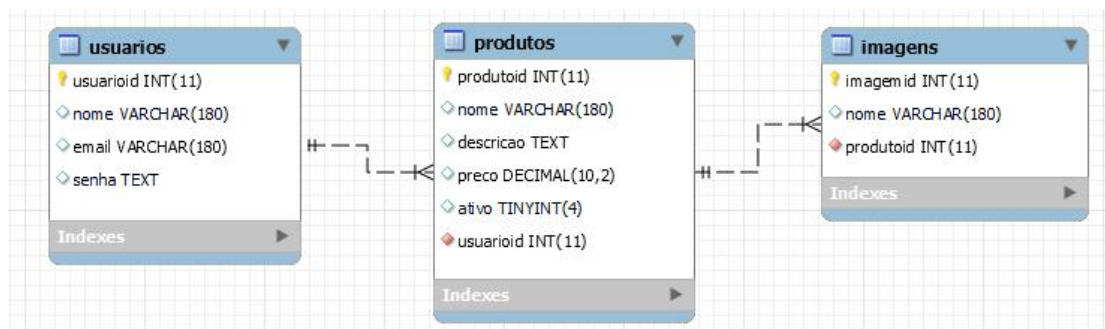 usuarios
usuarioid INT(11)
nome VARCHAR(180)
email VARCHAR(180)
senha TEXT
Indexes
produtos
produtoid INT(11)
nome VARCHAR(180)
descricao TEXT
preco DECIMAL(10,2)
ativo TINYINT(4)
usuarioid INT(11)
Indexes
imagens
imagemid INT(11)
nome VARCHAR(180)
produtoid INT(11)
Indexes